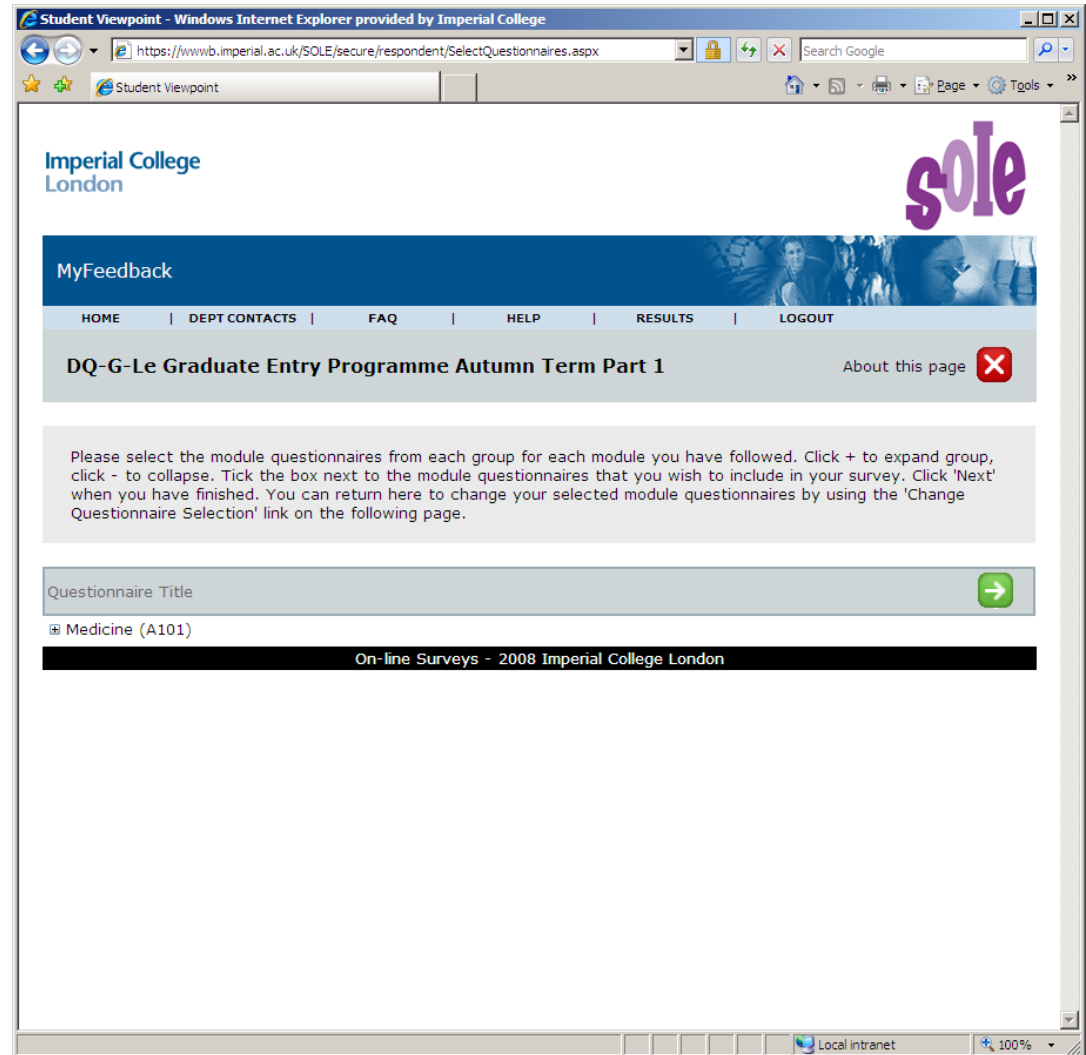 Student Viewpoint - Windows Internet Explorer provided by Imperial College
https://wwwb.imperial.ac.uk/SOLE/secure/respondent/SelectQuestionnaires.aspx
Search Google
Student Viewpoint
Page
Tools
Imperial College
London
sole
MyFeedback
HOME | DEPT CONTACTS | FAQ | HELP | RESULTS | LOGOUT
DQ-G-Le Graduate Entry Programme Autumn Term Part 1
About this page
Please select the module questionnaires from each group for each module you have followed. Click + to expand group,
click - to collapse. Tick the box next to the module questionnaires that you wish to include in your survey. Click 'Next'
when you have finished. You can return here to change your selected module questionnaires by using the 'Change
Questionnaire Selection' link on the following page.
Questionnaire Title
Medicine (A101)
On-line Surveys - 2008 Imperial College London
Local intranet
100%